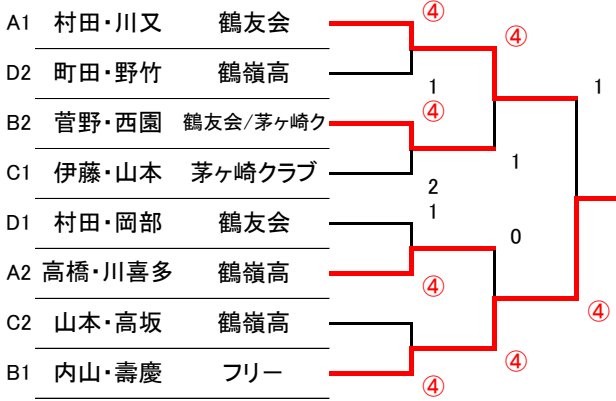 A1 村田・川又 鶴友会 ④
④
D2 町田・野竹 鶴嶺高 1 1
B2 菅野・西園 鶴友会/茅ヶ崎ク ④
1
C1 伊藤・山本 茅ヶ崎クラブ 2
D1 村田・岡部 鶴友会 1
0
A2 高橋・川喜多 鶴嶺高 ④
④
C2 山本・高坂 鶴嶺高
④
B1 内山・壽慶 フリー ④